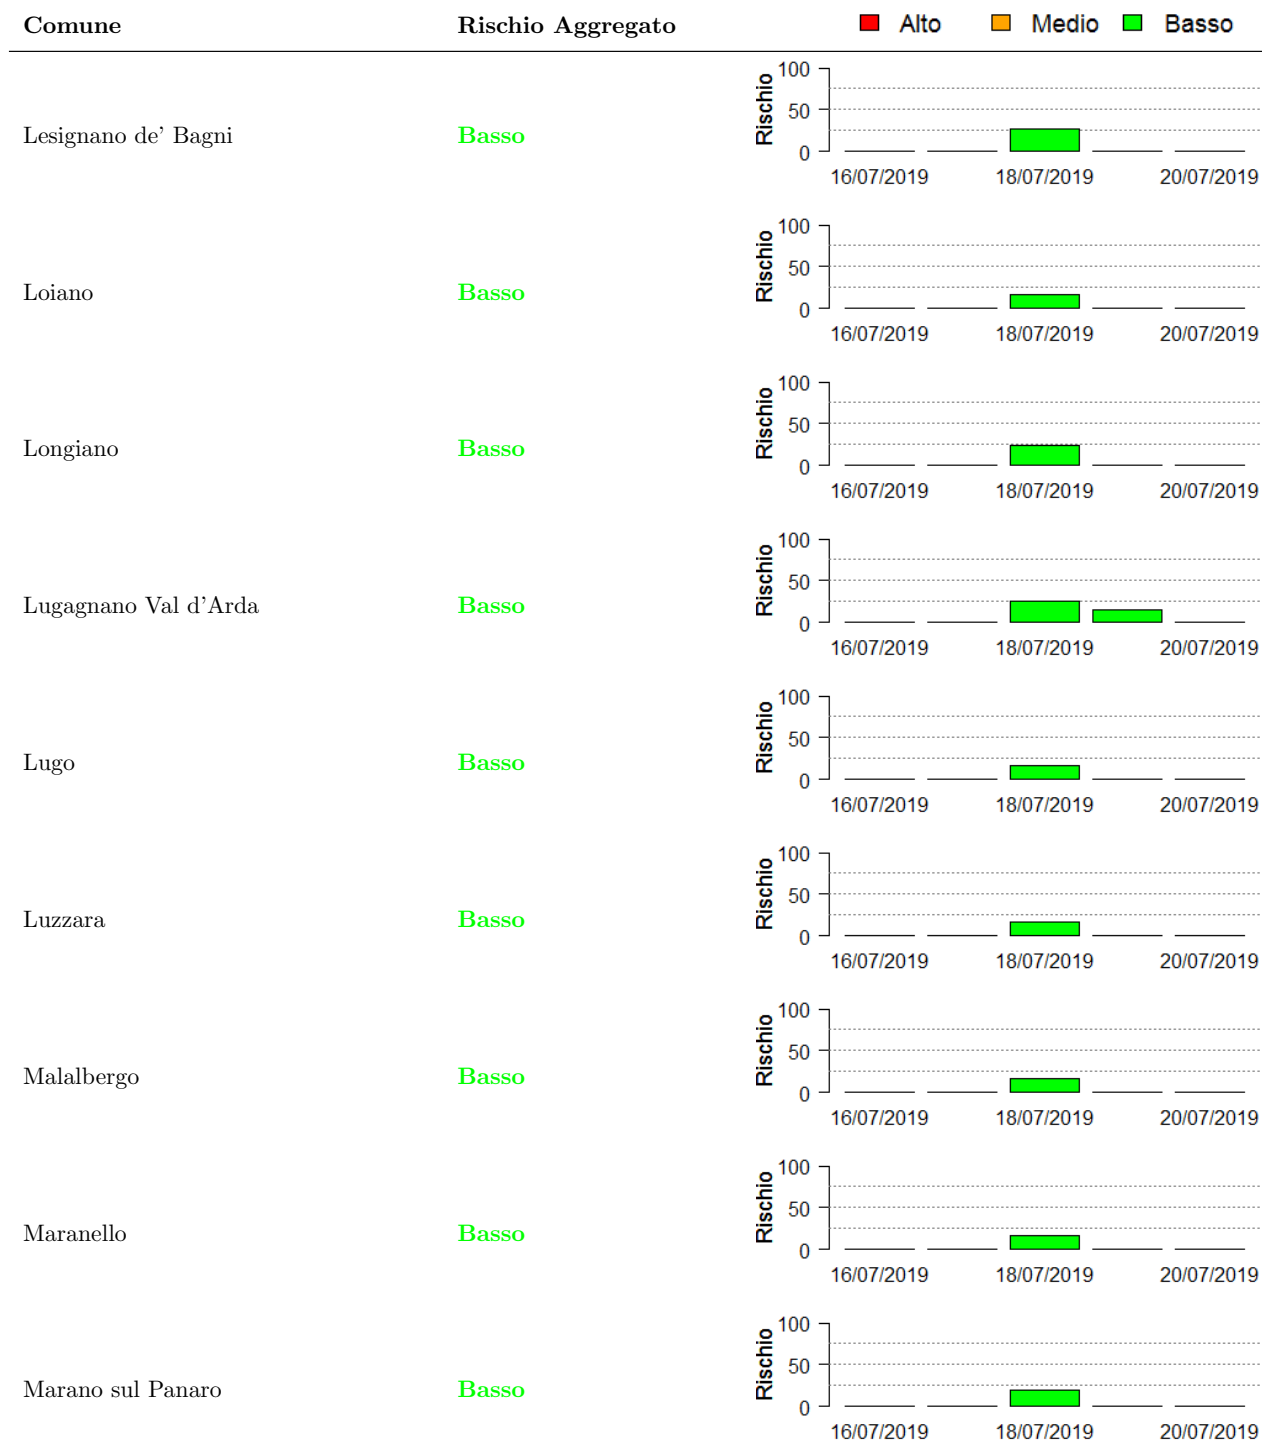 Comune Rischio Aggregato Alto Medio Basso
Lesignano de' Bagni Basso Rischio 100 50 0
16/07/2019 18/07/2019 20/07/2019
Loiano Basso Rischio 100 50 0
16/07/2019 18/07/2019 20/07/2019
Longiano Basso Rischio 100 50 0
16/07/2019 18/07/2019 20/07/2019
Lugagnano Val d'Arda Basso Rischio 100 50 0
16/07/2019 18/07/2019 20/07/2019
Lugo Basso Rischio 100 50 0
16/07/2019 18/07/2019 20/07/2019
Luzzara Basso Rischio 100 50 0
16/07/2019 18/07/2019 20/07/2019
Malalbergo Basso Rischio 100 50 0
16/07/2019 18/07/2019 20/07/2019
Maranello Basso Rischio 100 50 0
16/07/2019 18/07/2019 20/07/2019
Marano sul Panaro Basso Rischio 100 50 0
16/07/2019 18/07/2019 20/07/2019